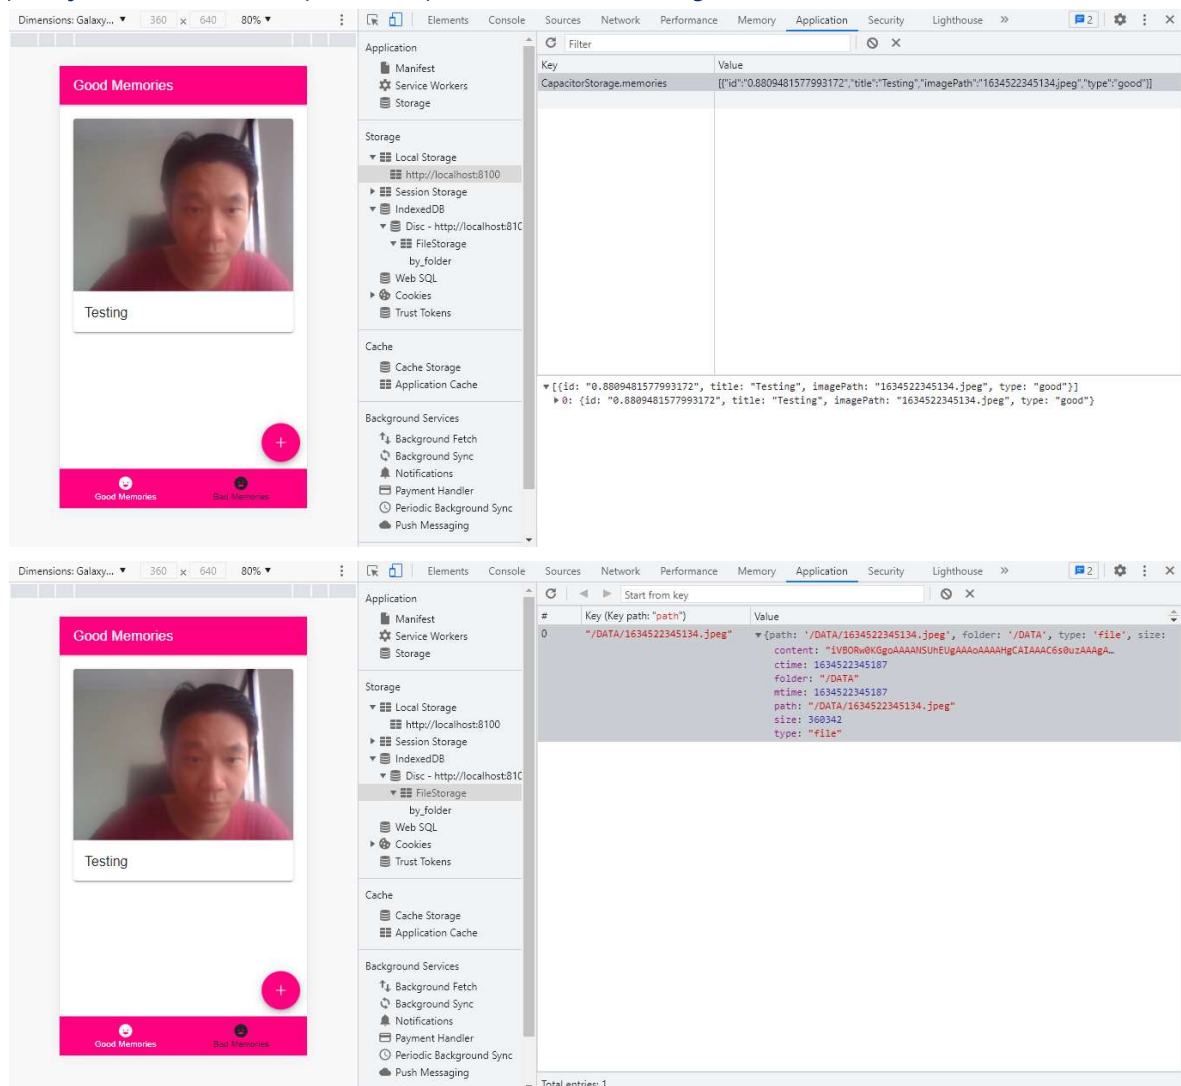 Dimensions: Galaxy... ▼ 360 x 640 80% ▼
Elements Console Sources Network Performance Memory Application Security Lighthouse » 2
Good Memories
Testing
Good Memories Bad Memories
Application
Manifest
Service Workers
Storage
Storage
Local Storage
http://localhost:8100
Session Storage
IndexedDB
Disc - http://localhost:810
FileStorage
by_folder
Web SQL
Cookies
Trust Tokens
Cache
Cache Storage
Application Cache
Background Services
Background Fetch
Background Sync
Notifications
Payment Handler
Periodic Background Sync
Push Messaging
Filter
Key Value
CapacitorStorage.memories [{"id":"0.8809481577993172","title":"Testing","imagePath":"1634522345134.jpeg","type":"good"}]
▼[{id: "0.8809481577993172", title: "Testing", imagePath: "1634522345134.jpeg", type: "good"}]
▶0: {id: "0.8809481577993172", title: "Testing", imagePath: "1634522345134.jpeg", type: "good"}
Dimensions: Galaxy... ▼ 360 x 640 80% ▼
Elements Console Sources Network Performance Memory Application Security Lighthouse » 2
Good Memories
Testing
Good Memories Bad Memories
Application
Manifest
Service Workers
Storage
Storage
Local Storage
http://localhost:8100
Session Storage
IndexedDB
Disc - http://localhost:810
FileStorage
by_folder
Web SQL
Cookies
Trust Tokens
Cache
Cache Storage
Application Cache
Background Services
Background Fetch
Background Sync
Notifications
Payment Handler
Periodic Background Sync
Push Messaging
Start from key
# Key (Key path: "path") Value
0 "/DATA/1634522345134.jpeg" ▼{path: '/DATA/1634522345134.jpeg', folder: '/DATA', type: 'file', size:
content: "iVBORw0KGgoAAAANSUhEUgAAAoAAAAHgCAIAAAC6s0uzAAAgA…
ctime: 1634522345187
folder: "/DATA"
mtime: 1634522345187
path: "/DATA/1634522345134.jpeg"
size: 360342
type: "file"
Total entries: 1